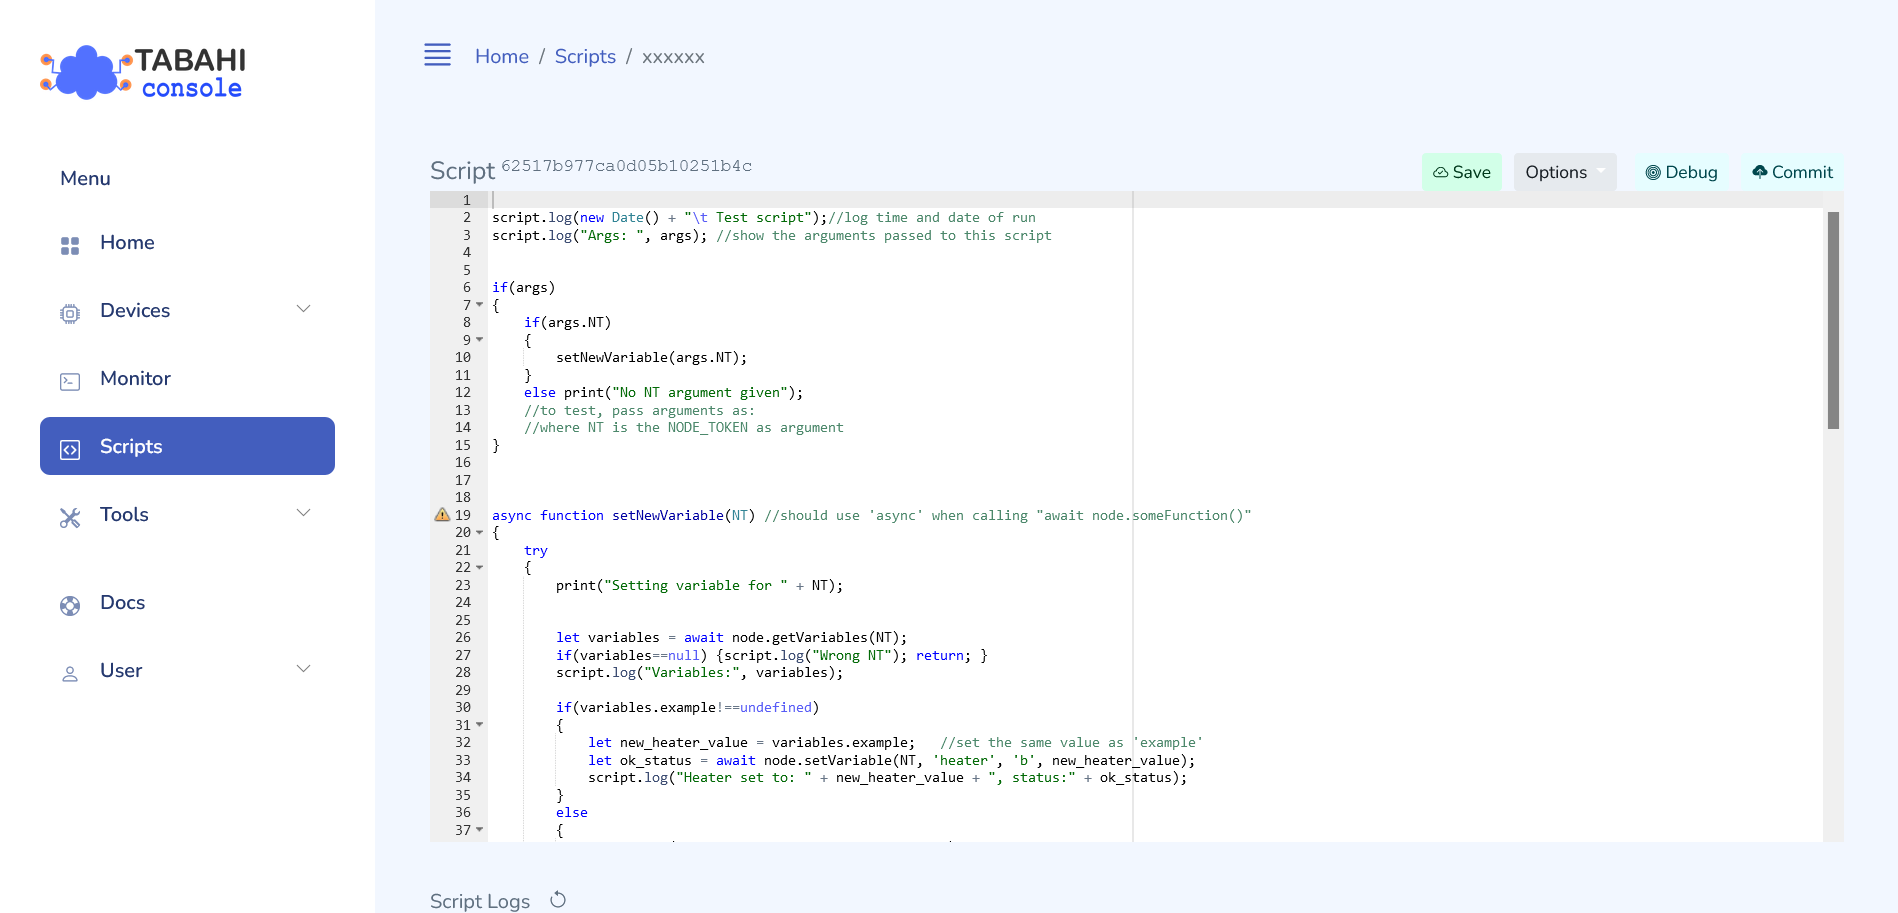 TABAHI
console
Menu
Home
Devices
Monitor
Scripts
Tools
Docs
User
Home / Scripts / xxxxxx
Script 62517b977ca0d05b10251b4c
Save Options Debug Commit
1
2 script.log(new Date() + "\t Test script");//log time and date of run
3 script.log("Args: ", args); //show the arguments passed to this script
4
5
6 if(args)
7 {
8     if(args.NT)
9     {
10         setNewVariable(args.NT);
11     }
12     else print("No NT argument given");
13     //to test, pass arguments as:
14     //where NT is the NODE_TOKEN as argument
15 }
16
17
18
19 async function setNewVariable(NT) //should use 'async' when calling "await node.someFunction()"
20 {
21     try
22     {
23         print("Setting variable for " + NT);
24
25
26         let variables = await node.getVariables(NT);
27         if(variables==null) {script.log("Wrong NT"); return; }
28         script.log("Variables:", variables);
29
30         if(variables.example!==undefined)
31         {
32             let new_heater_value = variables.example;   //set the same value as 'example'
33             let ok_status = await node.setVariable(NT, 'heater', 'b', new_heater_value);
34             script.log("Heater set to: " + new_heater_value + ", status:" + ok_status);
35         }
36         else
37         {
Script Logs